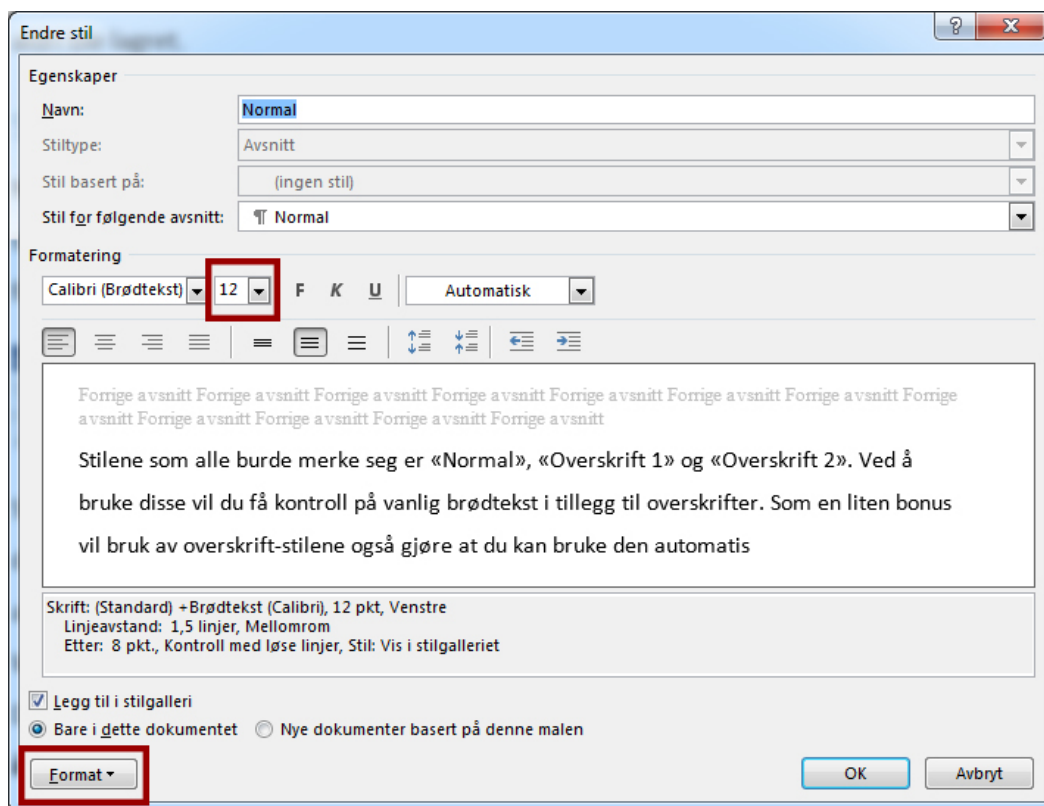 Endre stil
lagret.
Egenskaper
Navn: Normal
Stiltype: Avsnitt
Stil basert på: (ingen stil)
Stil for følgende avsnitt: ¶ Normal
Formatering
Calibri (Brødtekst) 12 F K U Automatisk
Forrige avsnitt Forrige avsnitt Forrige avsnitt Forrige avsnitt Forrige avsnitt Forrige avsnitt Forrige avsnitt Forrige
avsnitt Forrige avsnitt Forrige avsnitt Forrige avsnitt Forrige avsnitt
Stilene som alle burde merke seg er «Normal», «Overskrift 1» og «Overskrift 2». Ved å
bruke disse vil du få kontroll på vanlig brødtekst i tillegg til overskrifter. Som en liten bonus
vil bruk av overskrift-stilene også gjøre at du kan bruke den automatis
Skrift: (Standard) +Brødtekst (Calibri), 12 pkt, Venstre
Linjeavstand: 1,5 linjer, Mellomrom
Etter: 8 pkt., Kontroll med løse linjer, Stil: Vis i stilgalleriet
Legg til i stilgalleri
Bare i dette dokumentet Nye dokumenter basert på denne malen
Format OK Avbryt